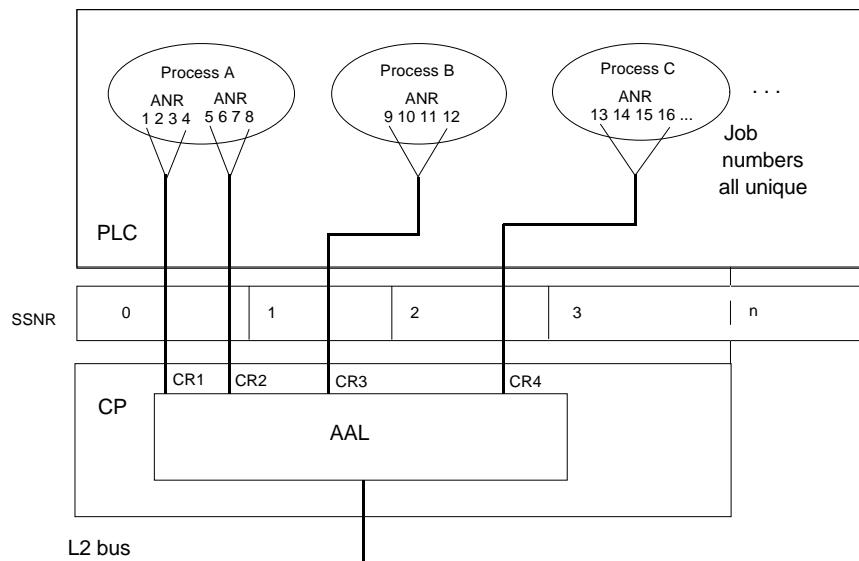 Process A
ANR ANR
1 2 3 4 5 6 7 8
Process B
ANR
9 10 11 12
Process C
ANR
13 14 15 16 ...
. . .
Job
numbers
all unique
PLC
SSNR 0 1 2 3 n
CR1 CR2 CR3 CR4
CP
AAL
L2 bus